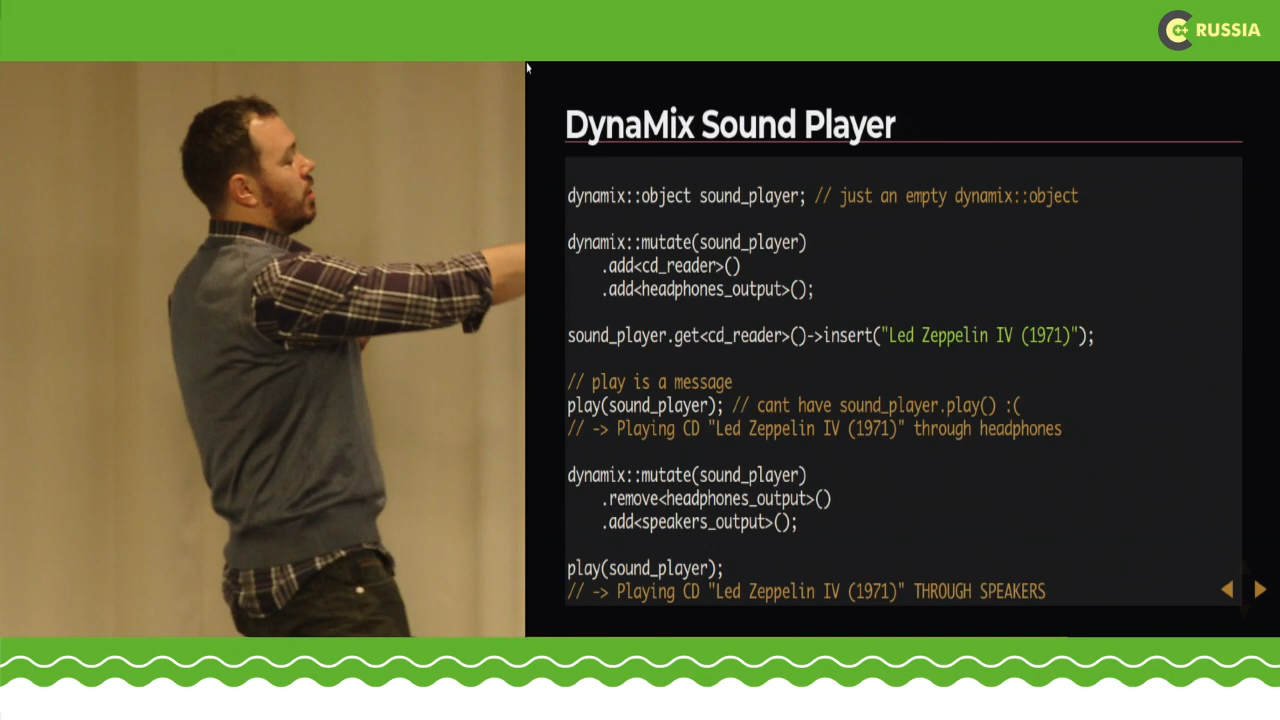 C++ RUSSIA
DynaMix Sound Player
dynamix::object sound_player; // just an empty dynamix::object
dynamix::mutate(sound_player)
    .add<cd_reader>()
    .add<headphones_output>();
sound_player.get<cd_reader>()->insert("Led Zeppelin IV (1971)");
// play is a message
play(sound_player); // cant have sound_player.play() :(
// -> Playing CD "Led Zeppelin IV (1971)" through headphones
dynamix::mutate(sound_player)
    .remove<headphones_output>()
    .add<speakers_output>();
play(sound_player);
// -> Playing CD "Led Zeppelin IV (1971)" THROUGH SPEAKERS